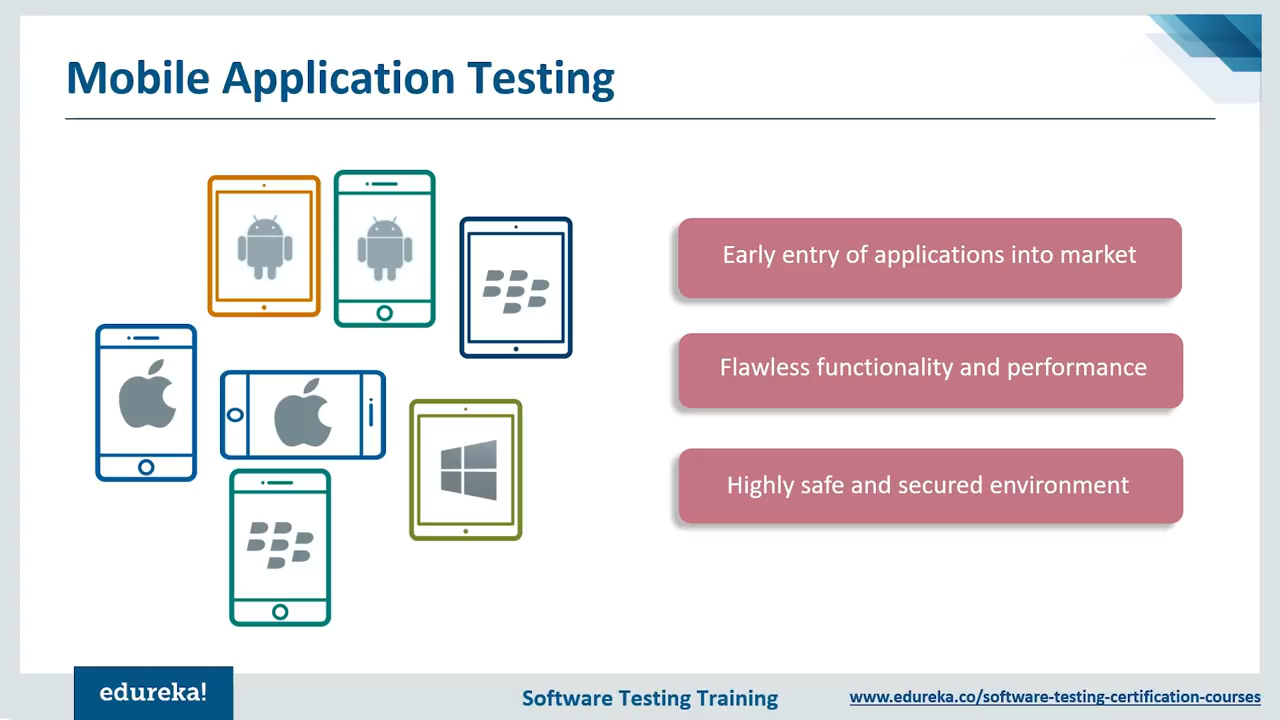 Mobile Application Testing
Early entry of applications into market
Flawless functionality and performance
Highly safe and secured environment
edureka!
Software Testing Training
www.edureka.co/software-testing-certification-courses